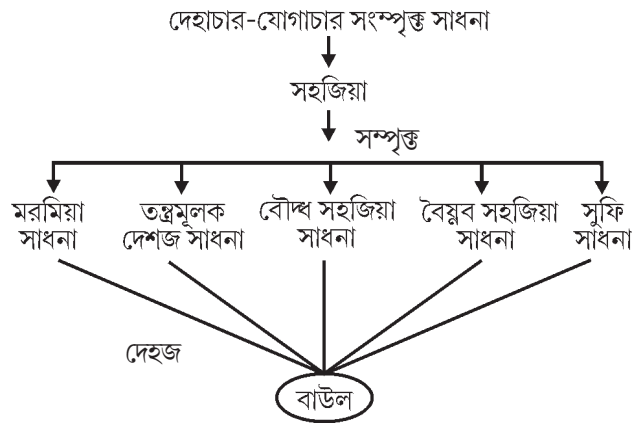 দেহাচার-যোগাচার সংম্পৃক্ত সাধনা
সহজিয়া
সম্পৃক্ত
মরমিয়া সাধনা
তন্ত্রমূলক দেশজ সাধনা
বৌদ্ধ সহজিয়া সাধনা
বৈষ্ণব সহজিয়া সাধনা
সুফি সাধনা
দেহজ
বাউল